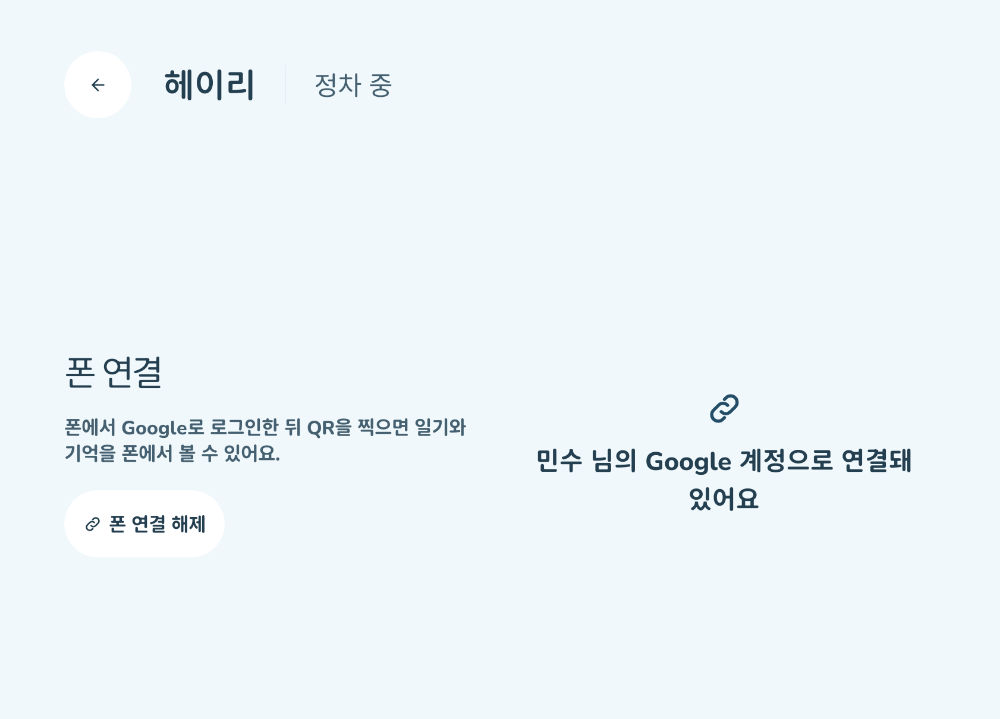 헤이리
정차 중
폰 연결
폰에서 Google로 로그인한 뒤 QR을 찍으면 일기와
기억을 폰에서 볼 수 있어요.
폰 연결 해제
민수 님의 Google 계정으로 연결돼
있어요